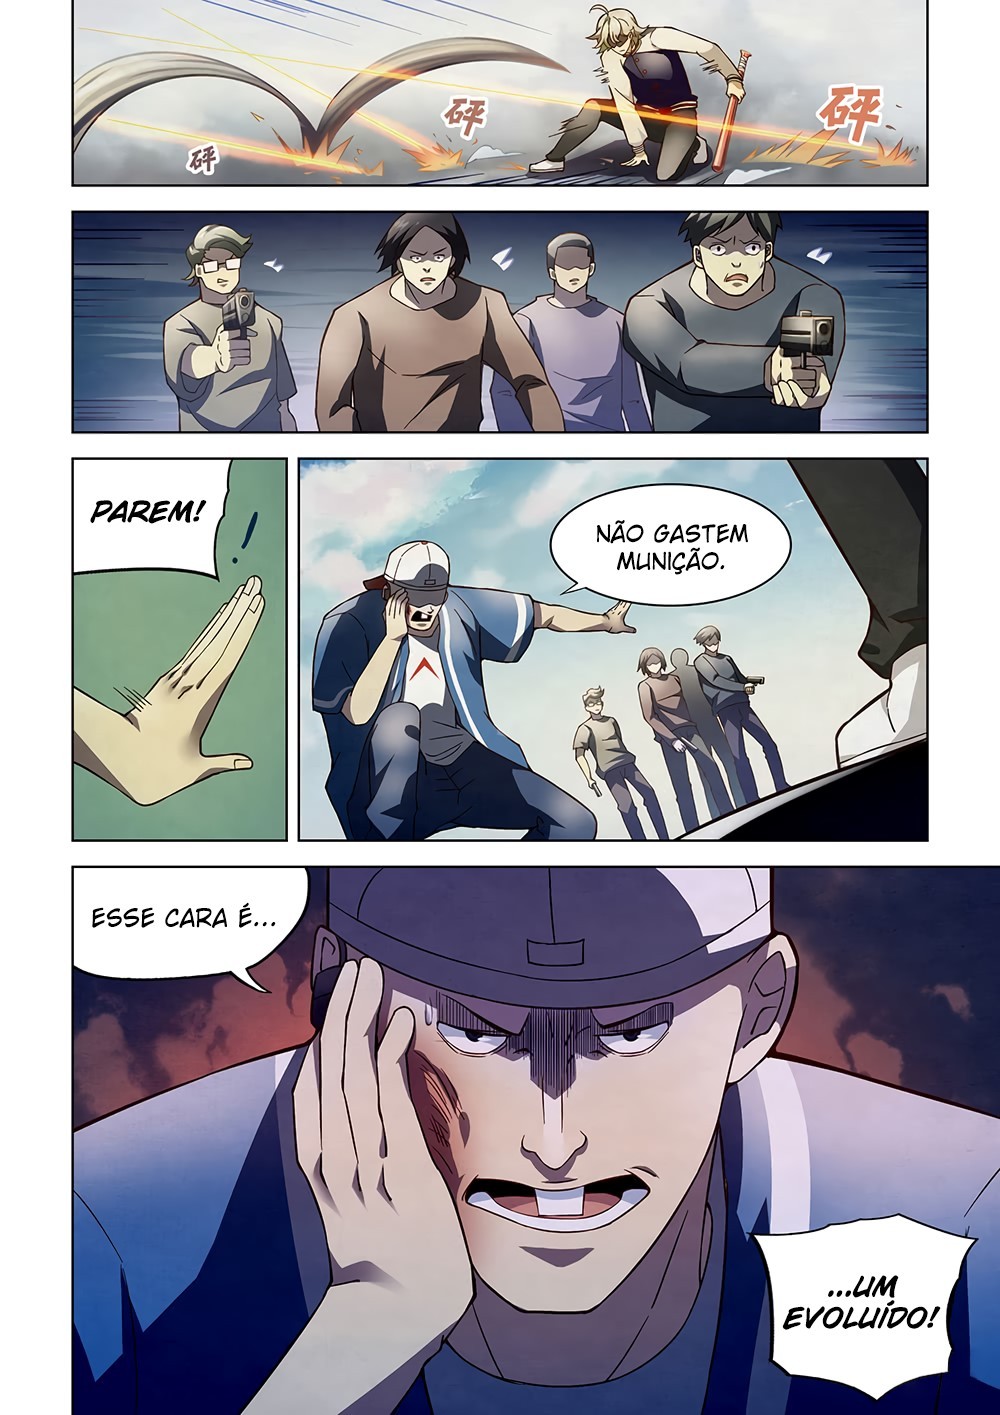 砰
砰
砰
PAREM!
!
NÃO GASTEM
MUNIÇÃO.
ESSE CARA É...
...UM
EVOLUÍDO!